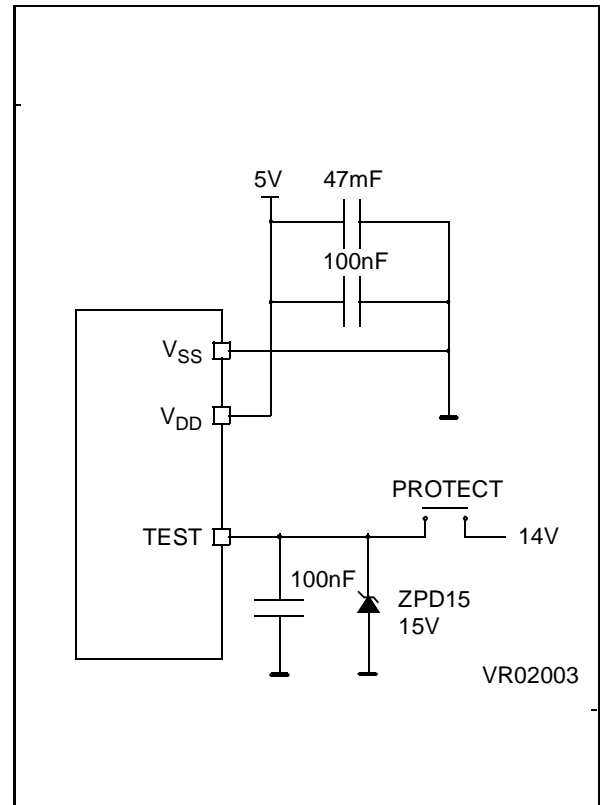 5V 47mF
100nF
VSS
VDD
PROTECT
TEST 14V
100nF ZPD15
15V
VR02003